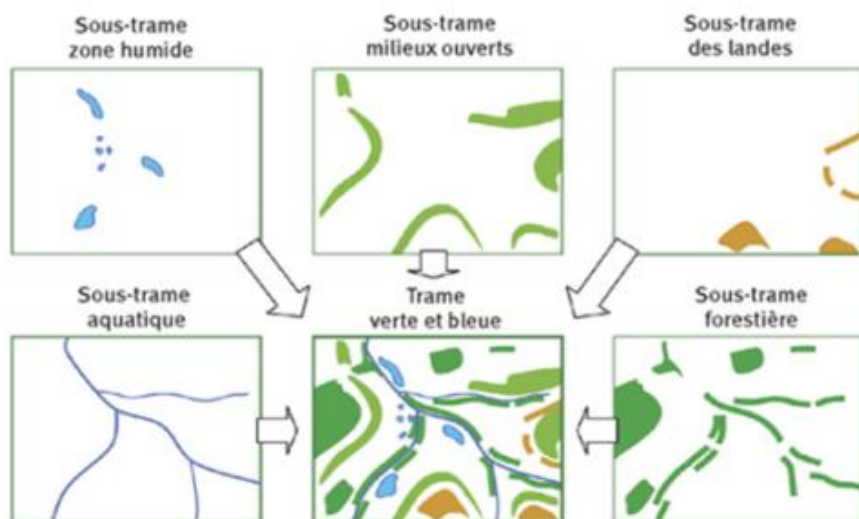 Sous-trame
zone humide
Sous-trame
milieux ouverts
Sous-trame
des landes
Sous-trame
aquatique
Trame
verte et bleue
Sous-trame
forestière